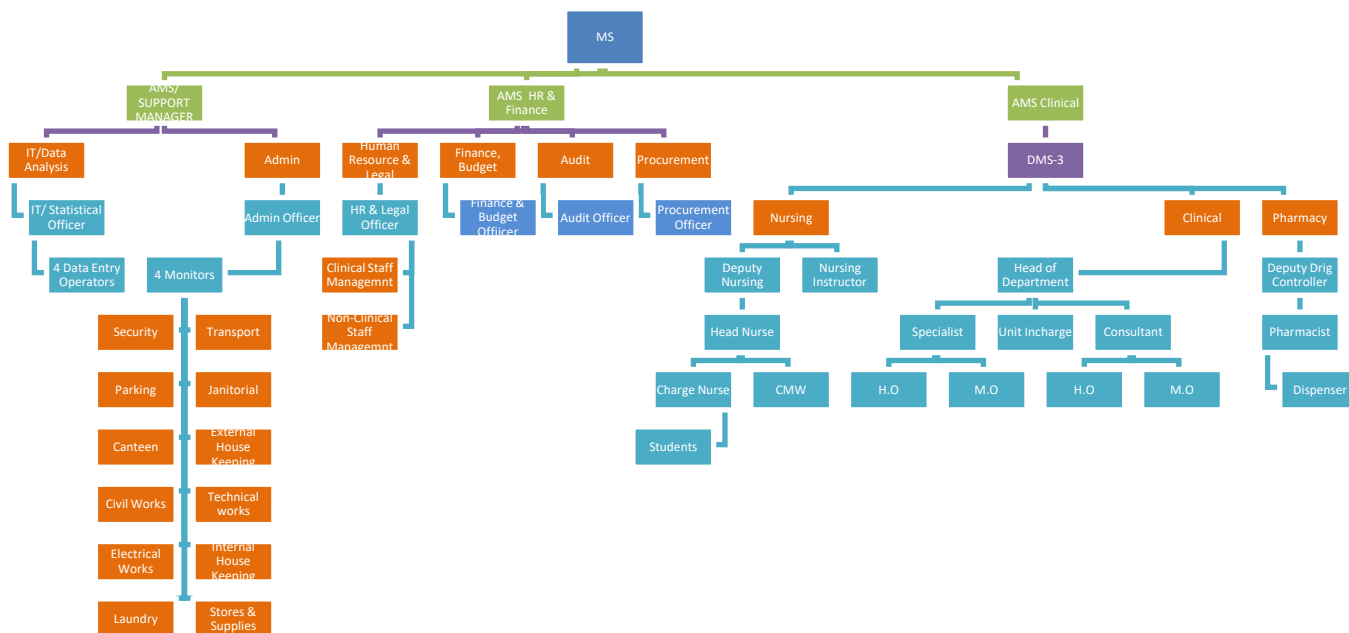 MS
AMS/
SUPPORT
MANAGER
AMS HR &
Finance
AMS Clinical
IT/Data
Analysis
Admin
Human
Resource &
Legal
Finance,
Budget
Audit
Procurement
DMS-3
IT/ Statistical
Officer
Admin Officer
HR & Legal
Officer
Finance &
Budget
Offiicer
Audit Officer
Procurement
Officer
Nursing
Clinical
Pharmacy
4 Data Entry
Operators
4 Monitors
Clinical Staff
Managemnt
Deputy
Nursing
Nursing
Instructor
Head of
Department
Deputy Drig
Controller
Security
Transport
Non-Clinical
Staff
Managemnt
Head Nurse
Specialist
Unit Incharge
Consultant
Pharmacist
Parking
Janitorial
Charge Nurse
CMW
H.O
M.O
H.O
M.O
Dispenser
Canteen
External
House
Keeping
Students
Civil Works
Technical
works
Electrical
Works
Internal
House
Keeping
Laundry
Stores &
Supplies